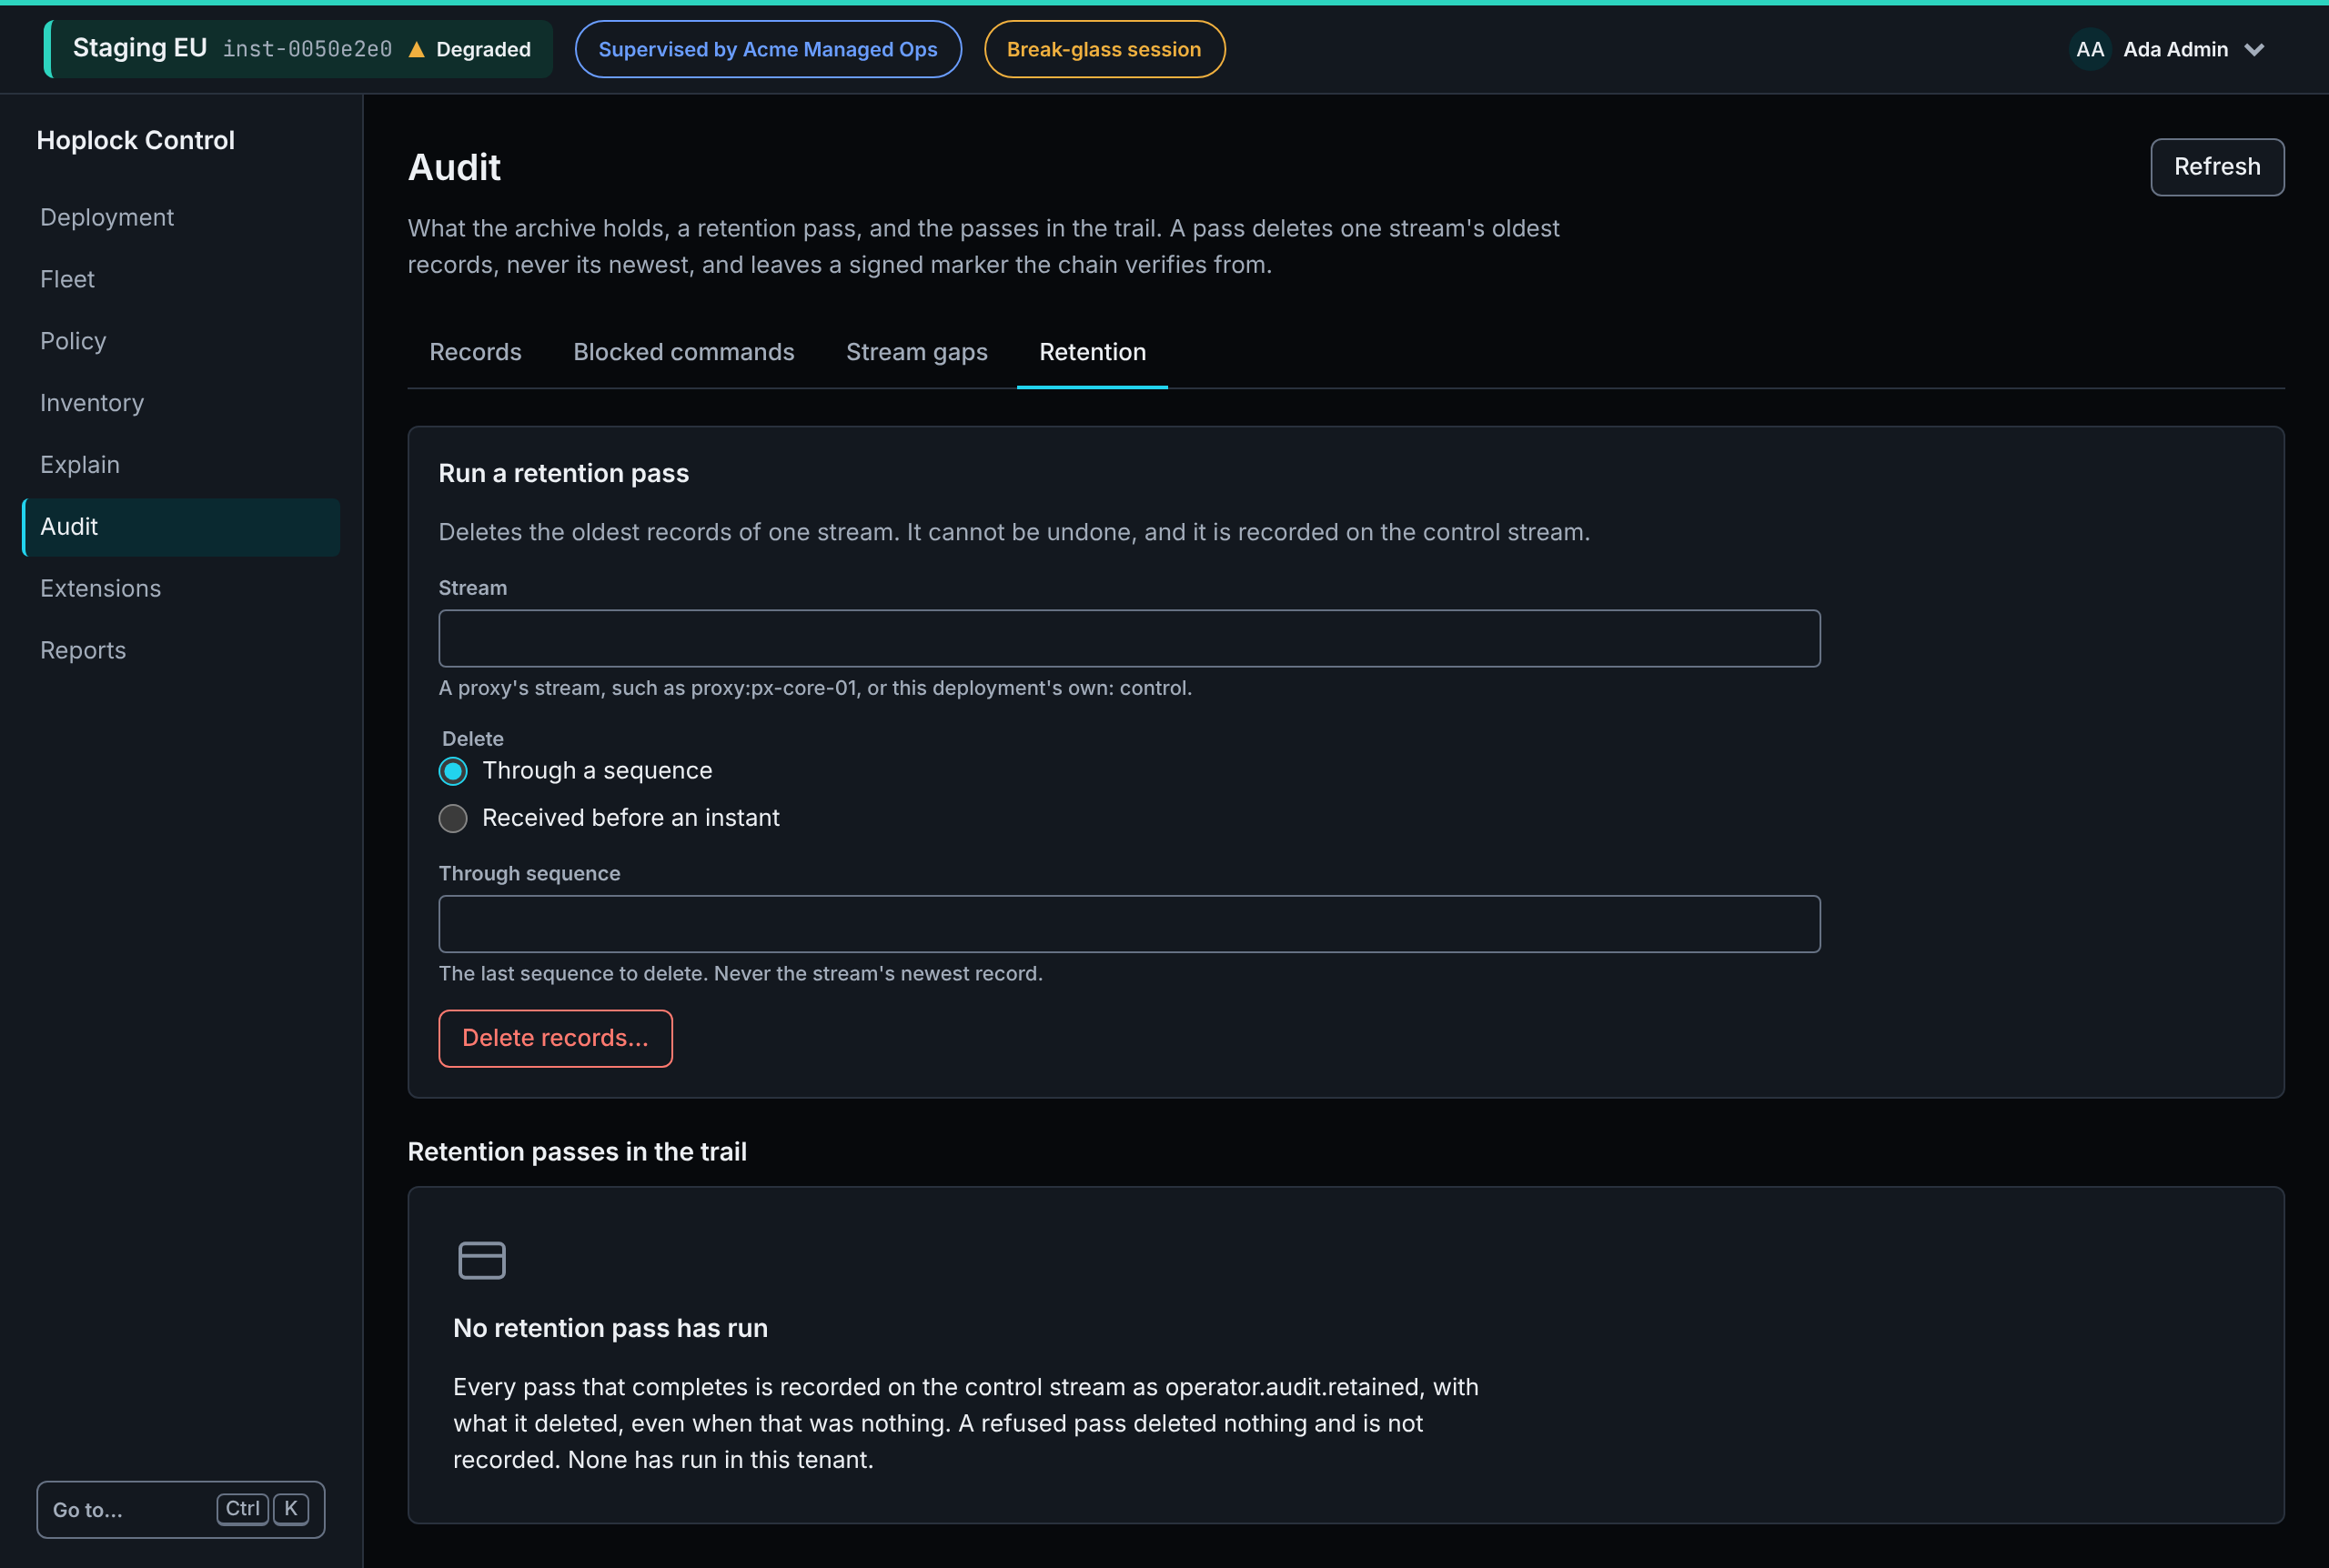 Staging EU inst-0050e2e0 Degraded
Supervised by Acme Managed Ops
Break-glass session
AA Ada Admin
Hoplock Control
Deployment
Fleet
Policy
Inventory
Explain
Audit
Extensions
Reports
Go to... Ctrl K
Audit
Refresh
What the archive holds, a retention pass, and the passes in the trail. A pass deletes one stream's oldest
records, never its newest, and leaves a signed marker the chain verifies from.
Records Blocked commands Stream gaps Retention
Run a retention pass
Deletes the oldest records of one stream. It cannot be undone, and it is recorded on the control stream.
Stream
A proxy's stream, such as proxy:px-core-01, or this deployment's own: control.
Delete
Through a sequence
Received before an instant
Through sequence
The last sequence to delete. Never the stream's newest record.
Delete records...
Retention passes in the trail
No retention pass has run
Every pass that completes is recorded on the control stream as operator.audit.retained, with
what it deleted, even when that was nothing. A refused pass deleted nothing and is not
recorded. None has run in this tenant.